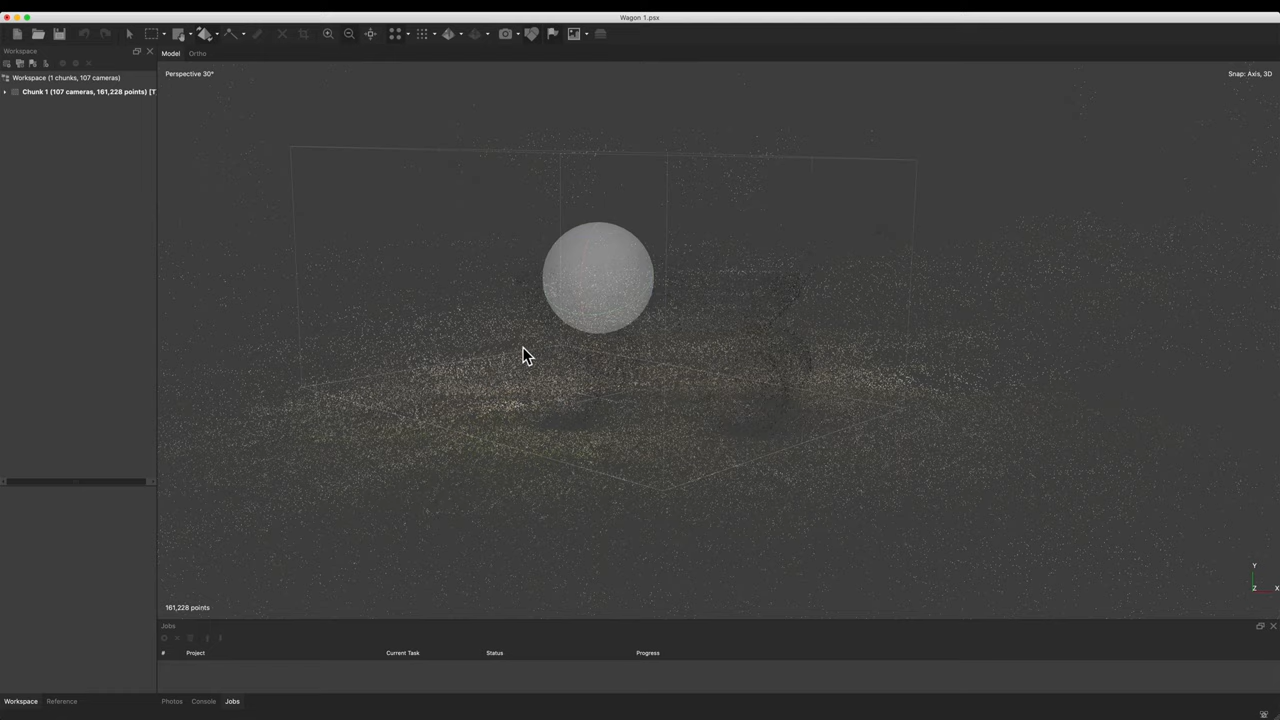 Wagon 1.psx
Workspace
Model
Ortho
Workspace (1 chunks, 107 cameras)
Chunk 1 (107 cameras, 161,228 points) [T
Perspective 30°
Snap: Axis, 3D
Y
Z
X
161,228 points
Jobs
#
Project
Current Task
Status
Progress
Workspace
Reference
Photos
Console
Jobs